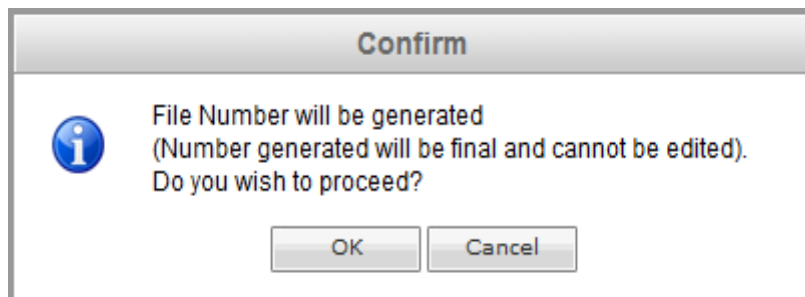 Confirm
File Number will be generated
(Number generated will be final and cannot be edited).
Do you wish to proceed?
OK Cancel